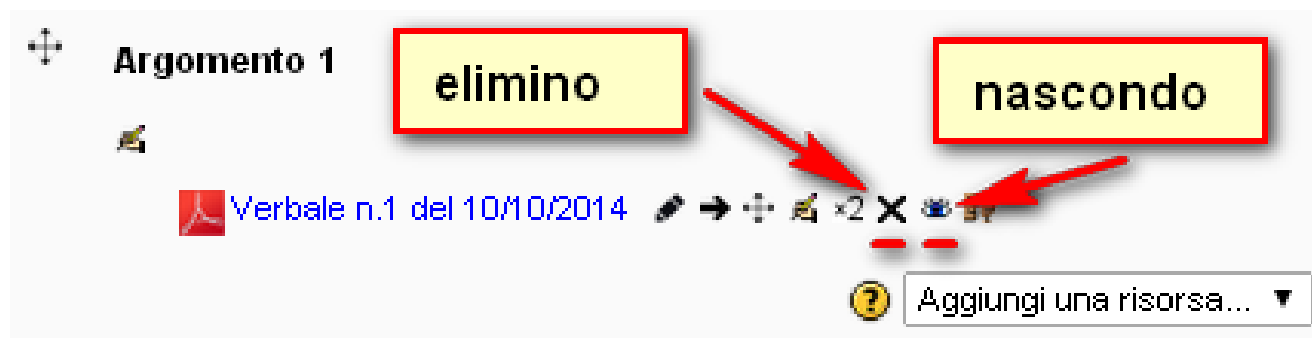 Argomento 1
elimino
nascondo
Verbale n.1 del 10/10/2014 ×2
Aggiungi una risorsa...